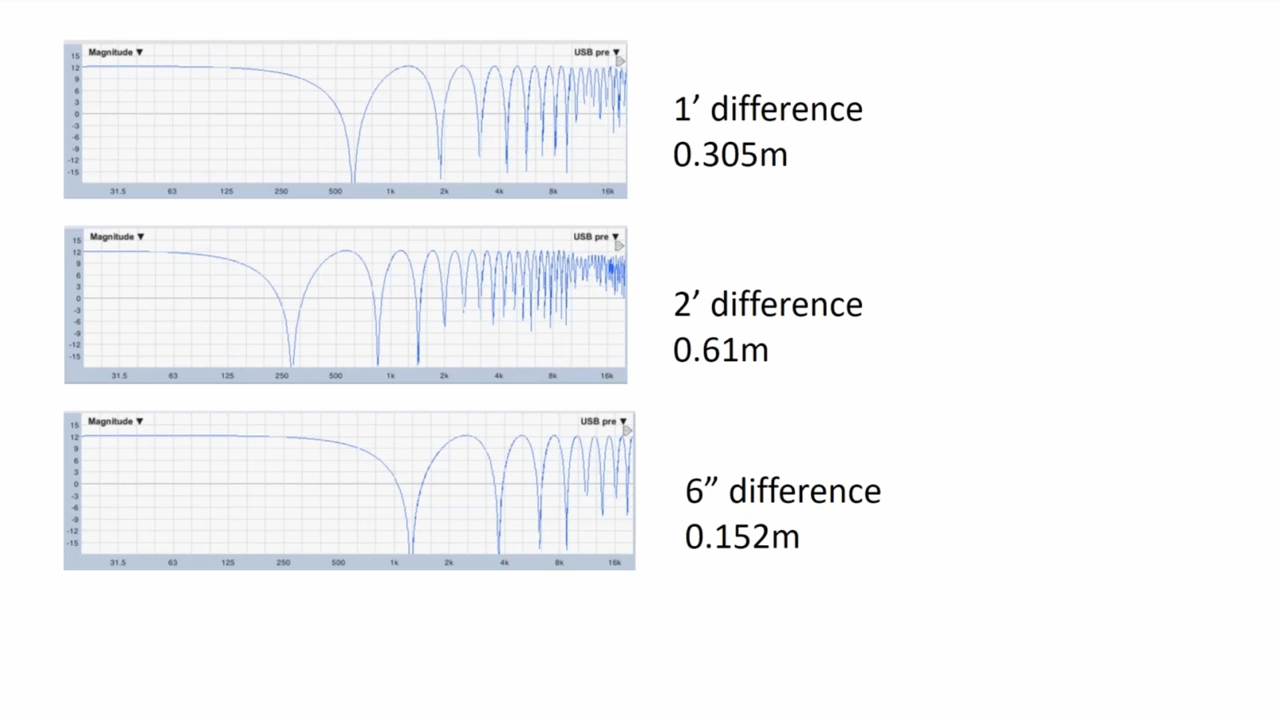 Magnitude ▼ USB pre ▼
15
12
9
6
3
0
-3
-6
-9
-12
-15
31.5 63 125 250 500 1k 2k 4k 8k 16k
1’ difference
0.305m
Magnitude ▼ USB pre ▼
15
12
9
6
3
0
-3
-6
-9
-12
-15
31.5 63 125 250 500 1k 2k 4k 8k 16k
2’ difference
0.61m
Magnitude ▼ USB pre ▼
15
12
9
6
3
0
-3
-6
-9
-12
-15
31.5 63 125 250 500 1k 2k 4k 8k 16k
6” difference
0.152m